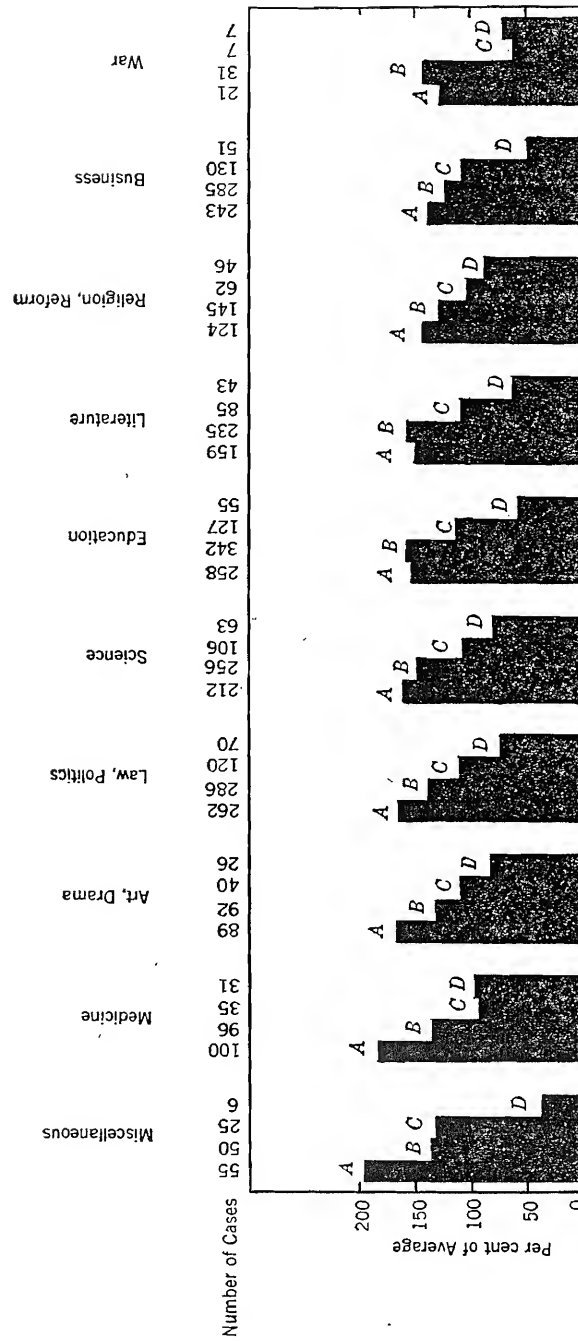 War
Business
Religion, Reform
Literature
Education
Science
Law, Politics
Art, Drama
Medicine
Miscellaneous
7
7
31
21
51
130
285
243
46
62
145
124
43
85
235
159
55
127
342
258
63
106
256
212
70
120
286
262
26
40
92
89
31
35
96
100
6
25
50
55
Number of Cases
A B C D
A B C D
A B C D
A B C D
A B C D
A B C D
A B C D
A B C D
A B C D
A B C D
200
150
100
50
0
Per cent of Average